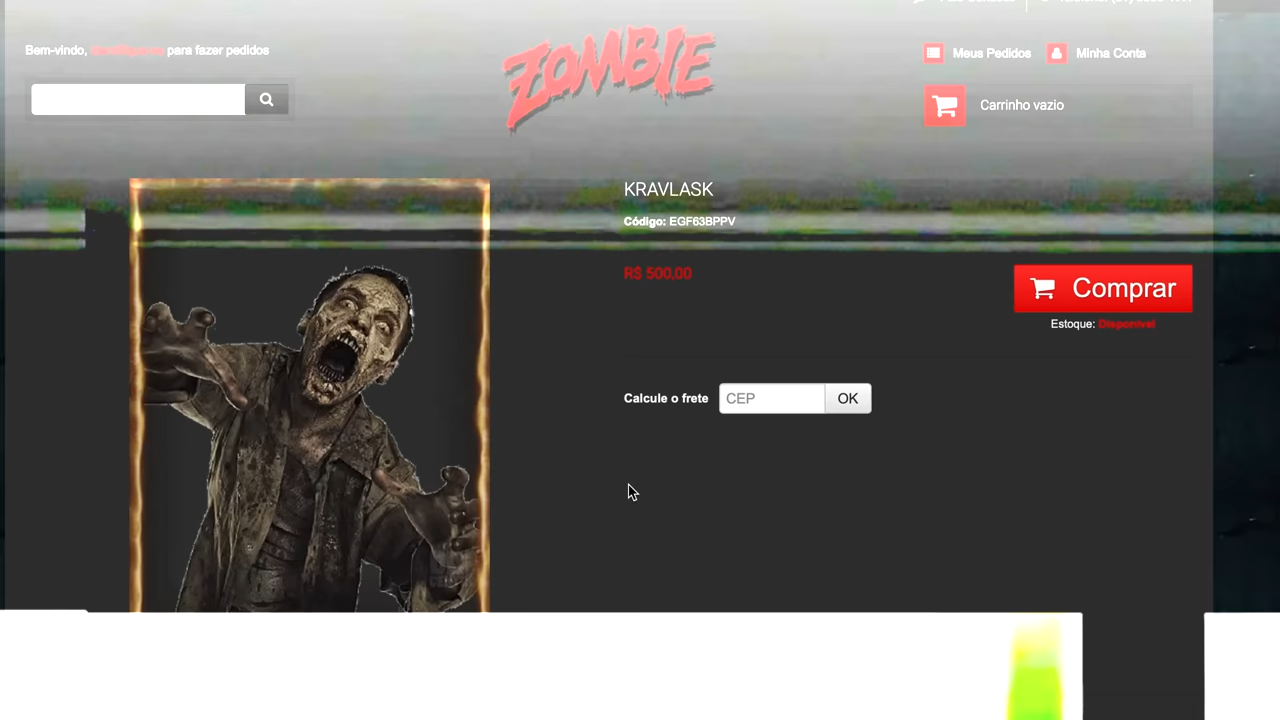 Bem-vindo, para fazer pedidos
ZOMBIE
Meus Pedidos
Minha Conta
Carrinho vazio
KRAVLASK
Código: EGF63BPPV
R$ 500,00
Comprar
Estoque: Disponível
Calcule o frete
CEP
OK